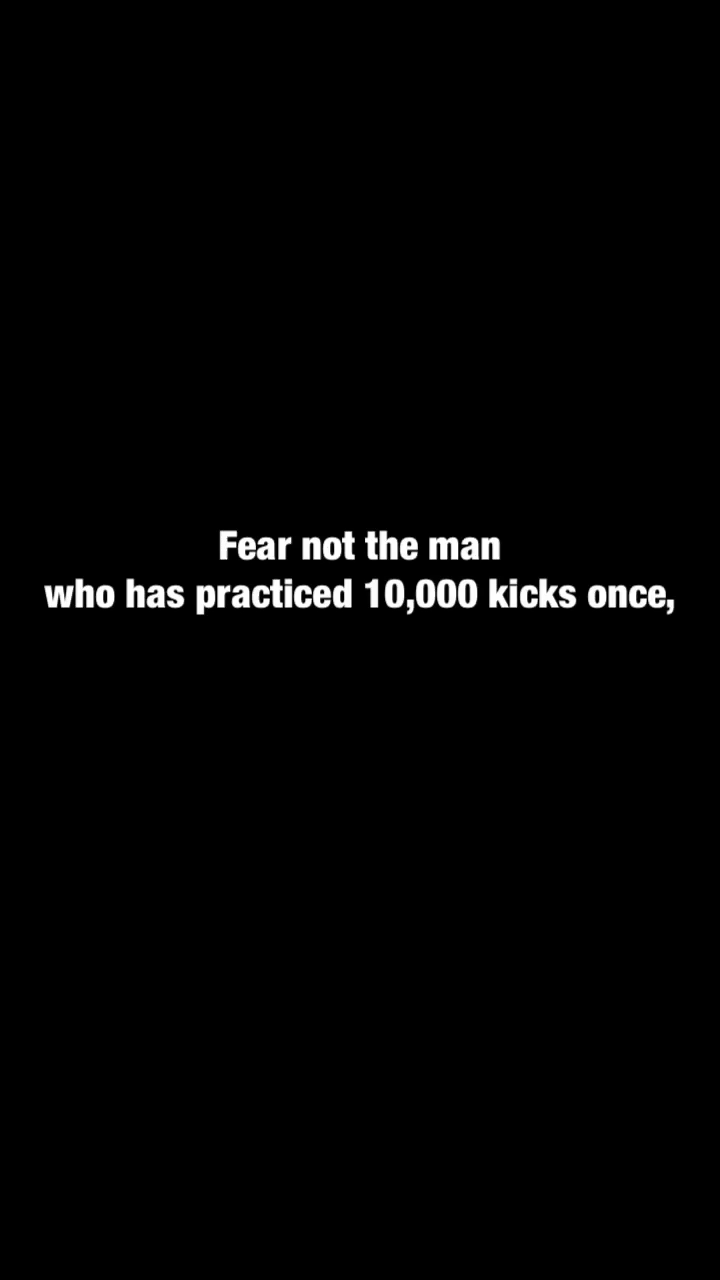 Fear not the man
who has practiced 10,000 kicks once,